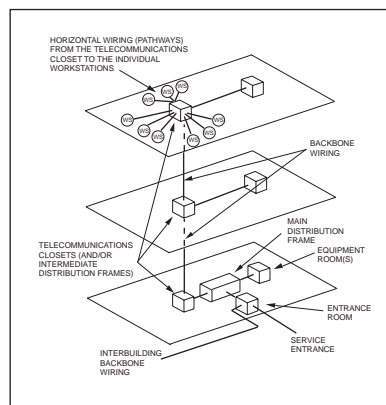 HORIZONTAL WIRING (PATHWAYS)
FROM THE TELECOMMUNICATIONS
CLOSET TO THE INDIVIDUAL
WORKSTATIONS
WS
WS
WS
WS
WS
WS
WS
WS
WS
WS
BACKBONE
WIRING
MAIN
DISTRIBUTION
FRAME
EQUIPMENT
ROOM(S)
TELECOMMUNICATIONS
CLOSETS (AND/OR
INTERMEDIATE
DISTRIBUTION FRAMES)
ENTRANCE
ROOM
SERVICE
ENTRANCE
INTERBUILDING
BACKBONE
WIRING